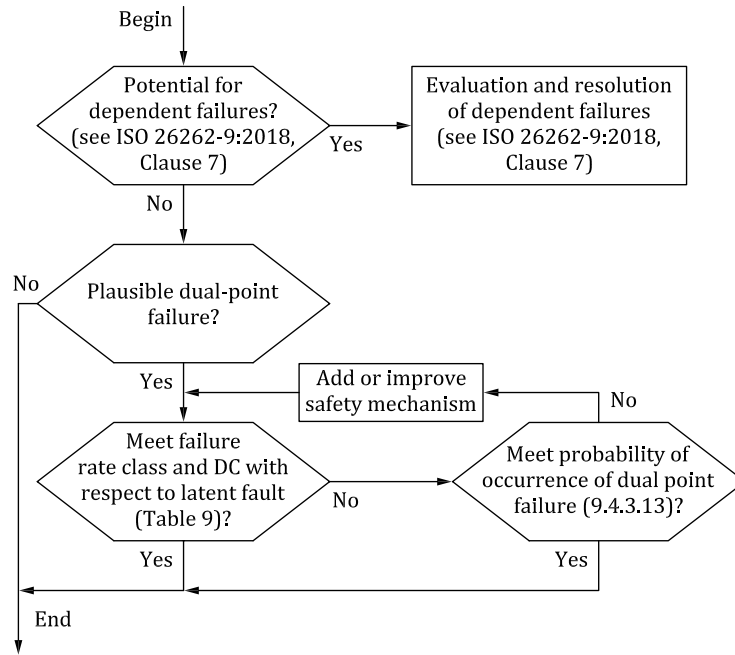 Begin
Potential for
dependent failures?
(see ISO 26262-9:2018,
Clause 7)
Yes
Evaluation and resolution
of dependent failures
(see ISO 26262-9:2018,
Clause 7)
No
No
Plausible dual-point
failure?
Yes
Add or improve
safety mechanism
No
Meet failure
rate class and DC with
respect to latent fault
(Table 9)?
No
Meet probability of
occurrence of dual point
failure (9.4.3.13)?
Yes
Yes
End